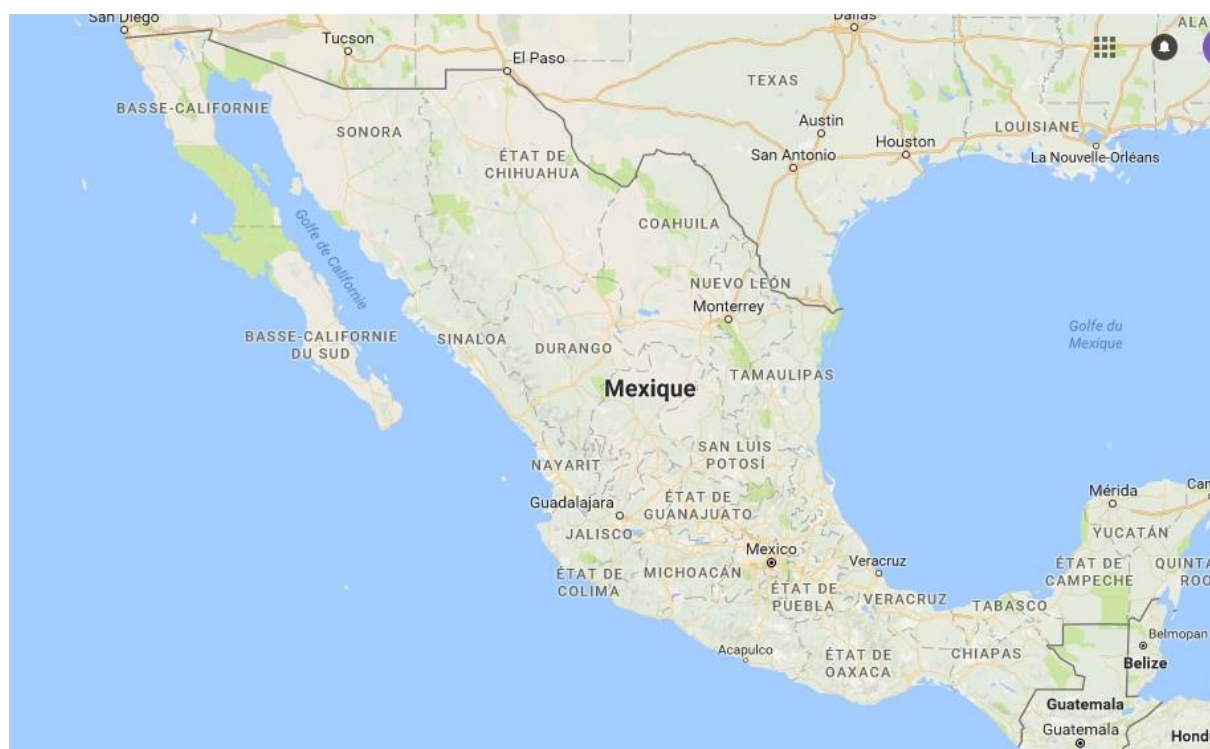 San Diego
Tucson
El Paso
Dallas
TEXAS
BASSE-CALIFORNIE
SONORA
ÉTAT DE
CHIHUAHUA
Austin
San Antonio
Houston
LOUISIANE
La Nouvelle-Orléans
COAHUILA
Golfe de Californie
NUEVO LEÓN
Monterrey
BASSE-CALIFORNIE
DU SUD
SINALOA
DURANGO
Golfe du
Mexique
TAMAULIPAS
Mexique
SAN LUIS
POTOSÍ
NAYARIT
Guadalajara
ÉTAT DE
GUANAJUATO
JALISCO
Mérida
YUCATÁN
Mexico
Veracruz
ÉTAT DE
COLIMA
MICHOACÁN
ÉTAT DE
PUEBLA
VERACRUZ
TABASCO
ÉTAT DE
CAMPECHE
QUINTA
ROO
Acapulco
ÉTAT DE
OAXACA
CHIAPAS
Belmopan
Belize
Guatemala
Guatemala
Hond